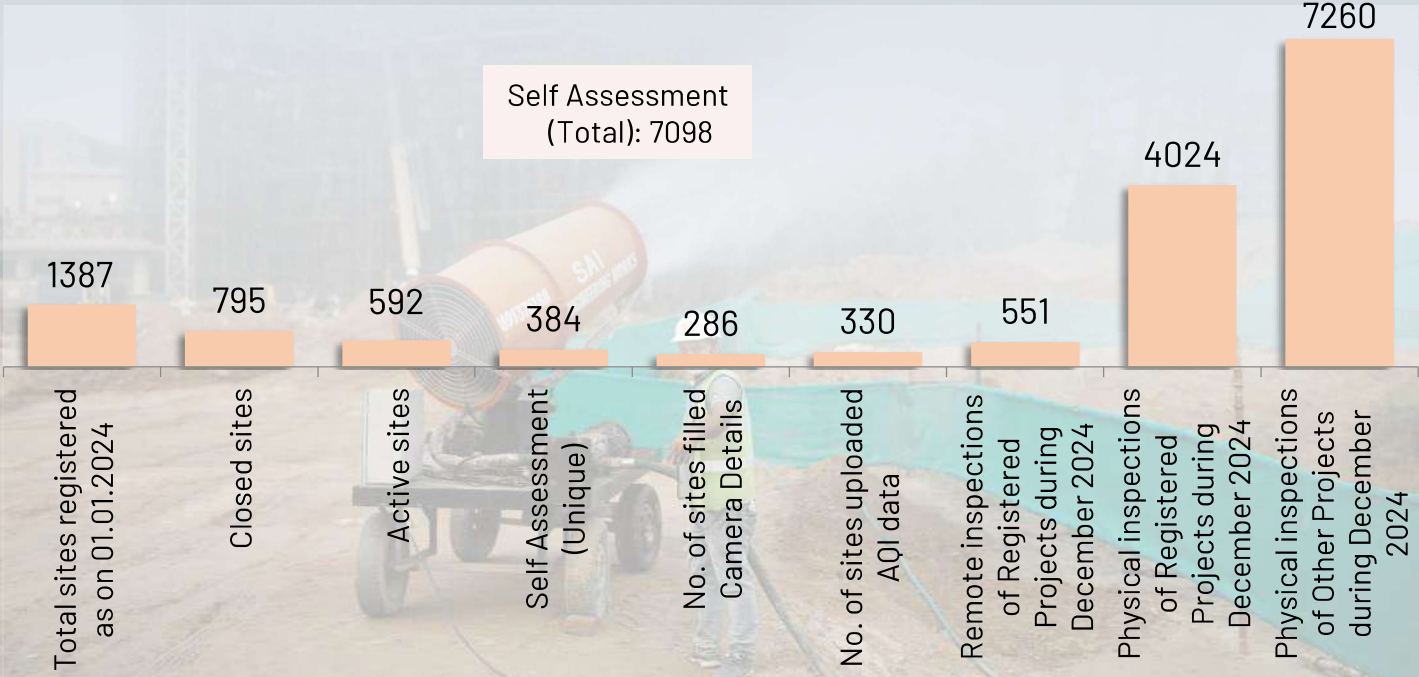 7260
Self Assessment
(Total): 7098
4024
1387
795
592
384
286
330
551
Total sites registered
as on 01.01.2024
Closed sites
Active sites
Self Assessment
(Unique)
No. of sites filled
Camera Details
No. of sites uploaded
AQI data
Remote inspections
of Registered
Projects during
December 2024
Physical inspections
of Registered
Projects during
December 2024
Physical inspections
of Other Projects
during December
2024
SAI